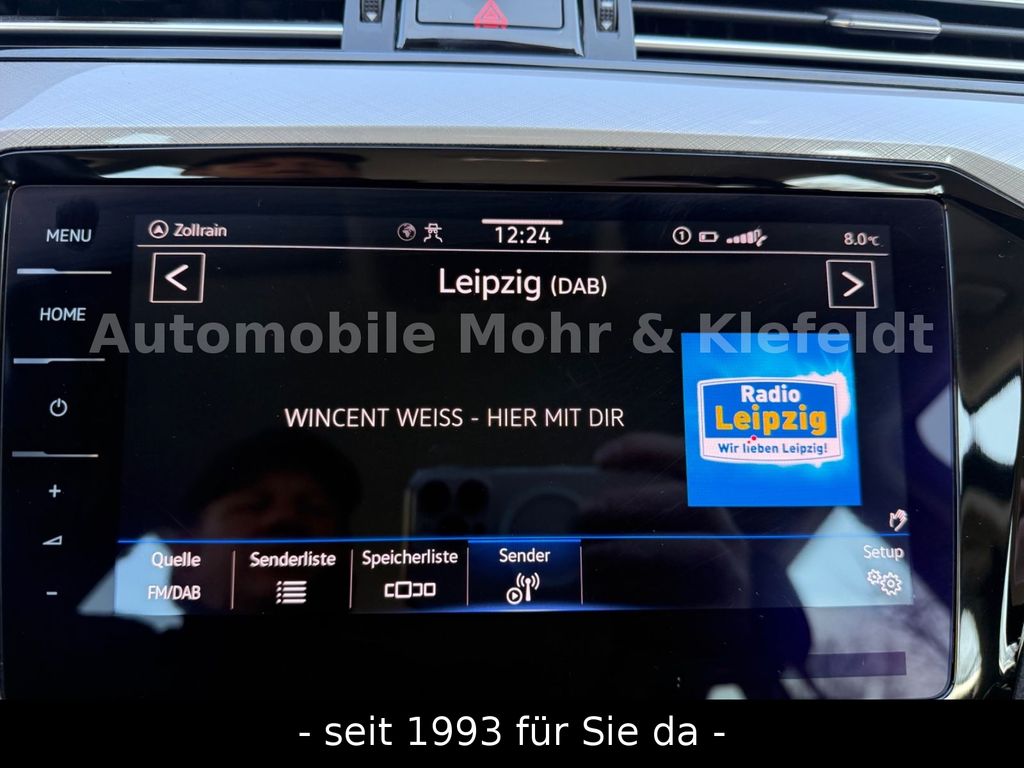 MENU
HOME
+
-
Zollrain
12:24
1
8.0°C
<
Leipzig (DAB)
>
Automobile Mohr & Klefeldt
WINCENT WEISS - HIER MIT DIR
Radio
Leipzig
Wir lieben Leipzig!
Quelle
FM/DAB
Senderliste
Speicherliste
Sender
Setup
- seit 1993 für Sie da -